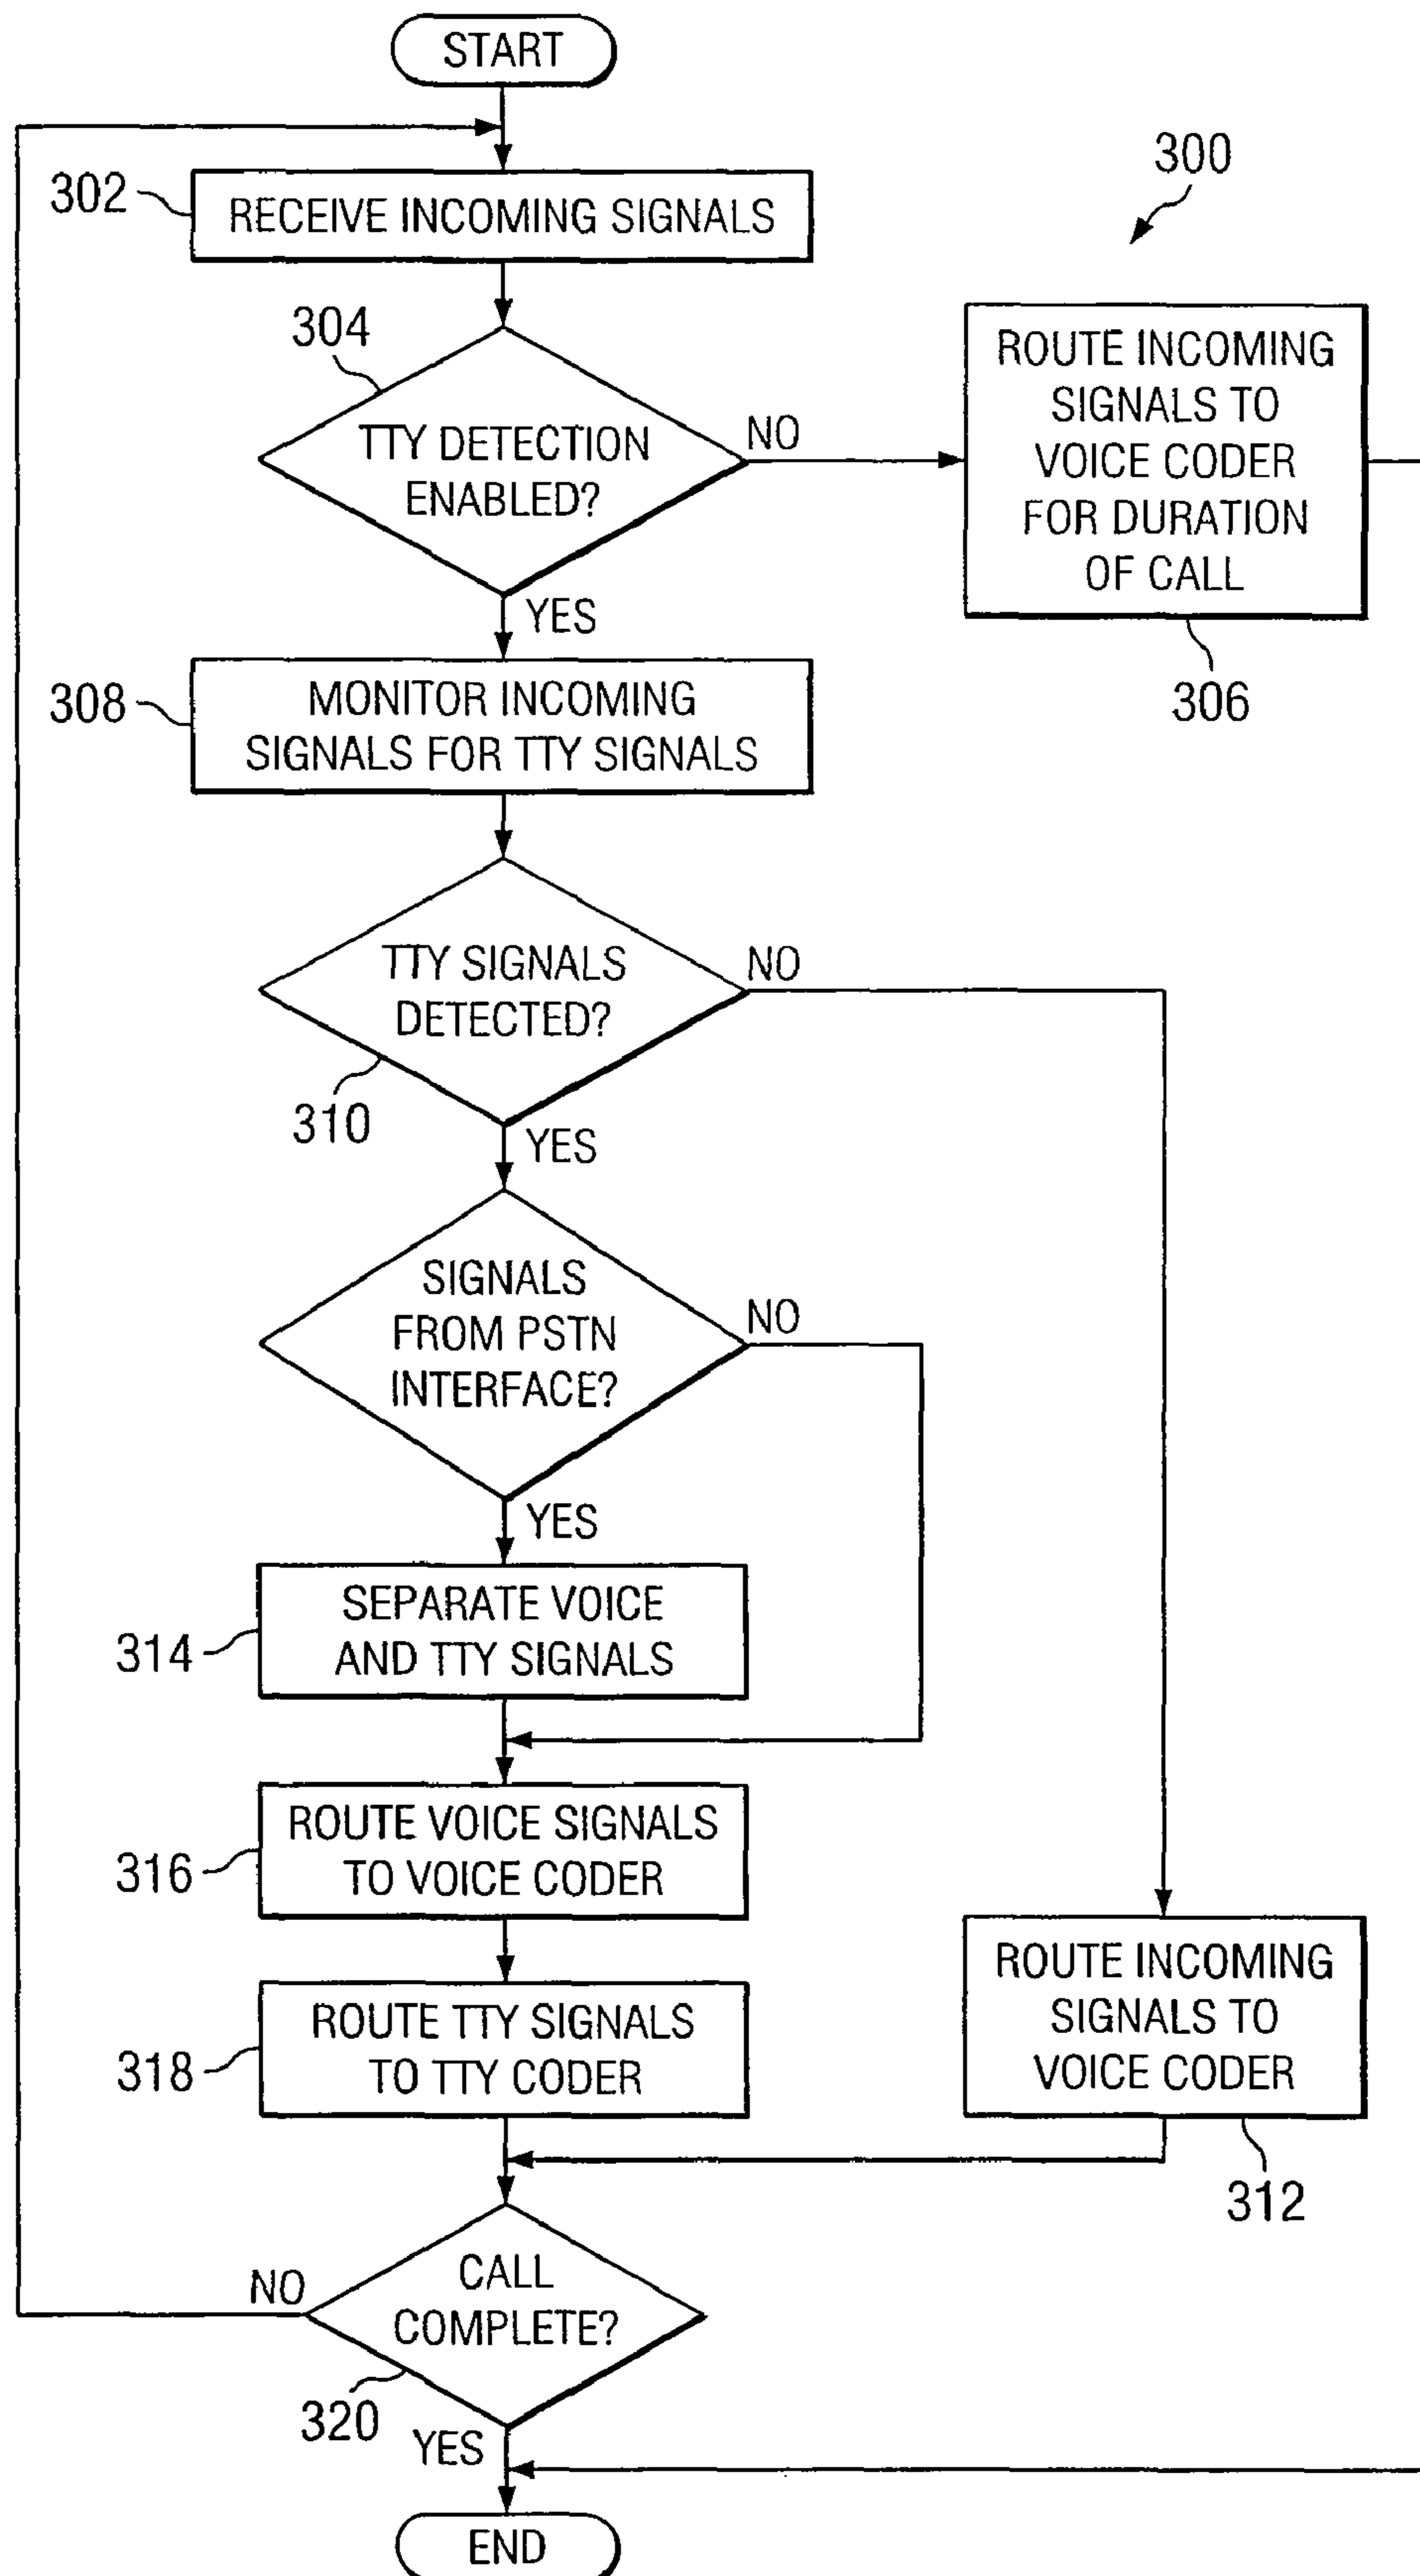 START
300
302
RECEIVE INCOMING SIGNALS
304
TTY DETECTION
ENABLED?
NO
ROUTE INCOMING
SIGNALS TO
VOICE CODER
FOR DURATION
OF CALL
306
YES
308
MONITOR INCOMING
SIGNALS FOR TTY SIGNALS
TTY SIGNALS
DETECTED?
NO
310
YES
SIGNALS
FROM PSTN
INTERFACE?
NO
YES
314
SEPARATE VOICE
AND TTY SIGNALS
316
ROUTE VOICE SIGNALS
TO VOICE CODER
318
ROUTE TTY SIGNALS
TO TTY CODER
ROUTE INCOMING
SIGNALS TO
VOICE CODER
312
NO
CALL
COMPLETE?
320
YES
END